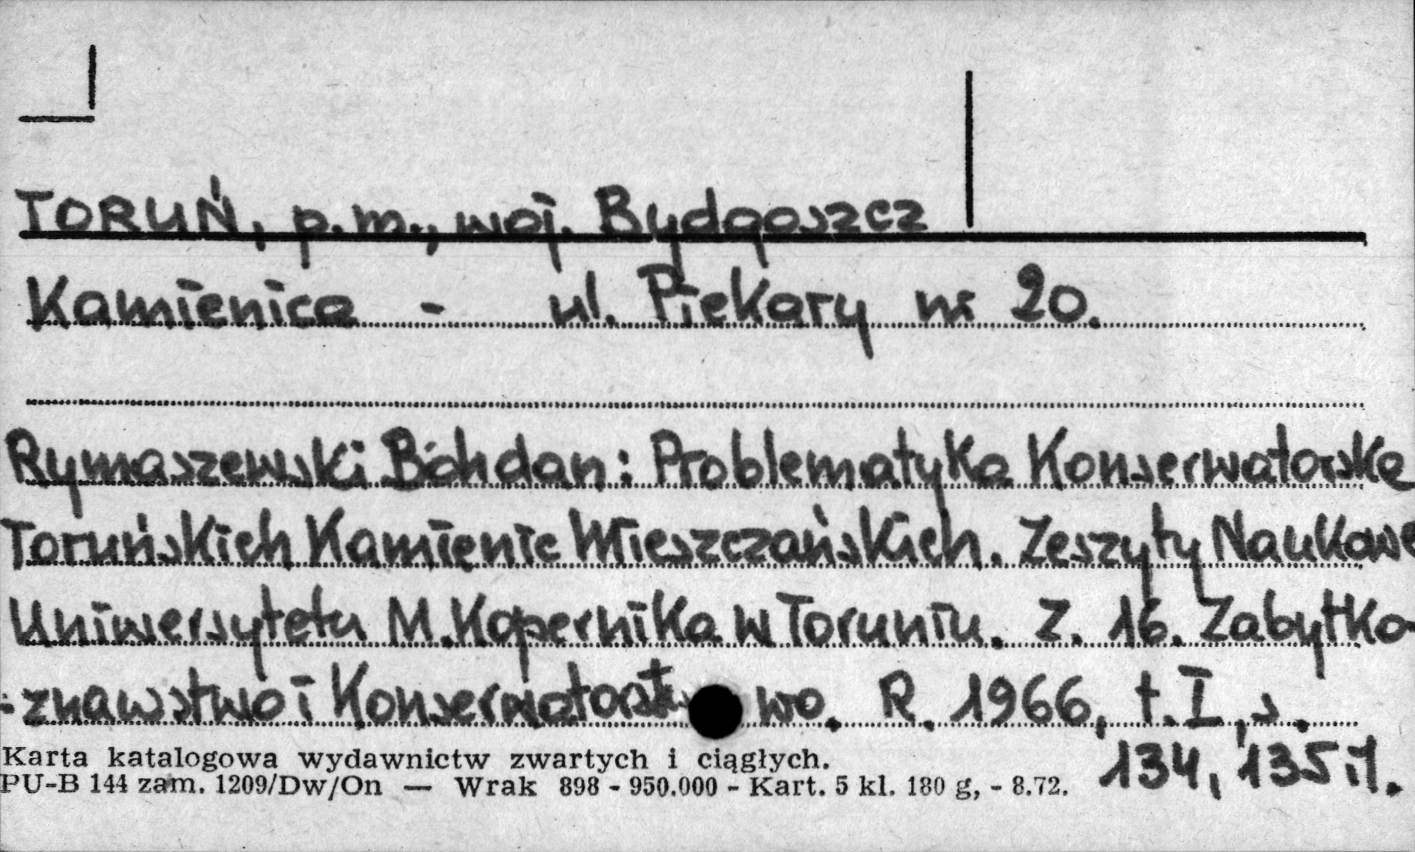 TORUŃ, p.m., woj. Bydgoszcz
Kamienica - ul. Piekary nr 20.
Rymaszewski Bohdan: Problematyka Konserwatorska
Toruńskich Kamienic Mieszczańskich. Zeszyty Naukowe
Uniwersytetu M. Kopernika w Toruniu. Z. 16. Zabytko-
-znawstwo i Konserwatorst wo. R. 1966, t. I, s.
134, 135 il.
Karta katalogowa wydawnictw zwartych i ciągłych.
PU-B 144 zam. 1209/Dw/On — Wrak 898 - 950.000 - Kart. 5 kl. 180 g, - 8.72.